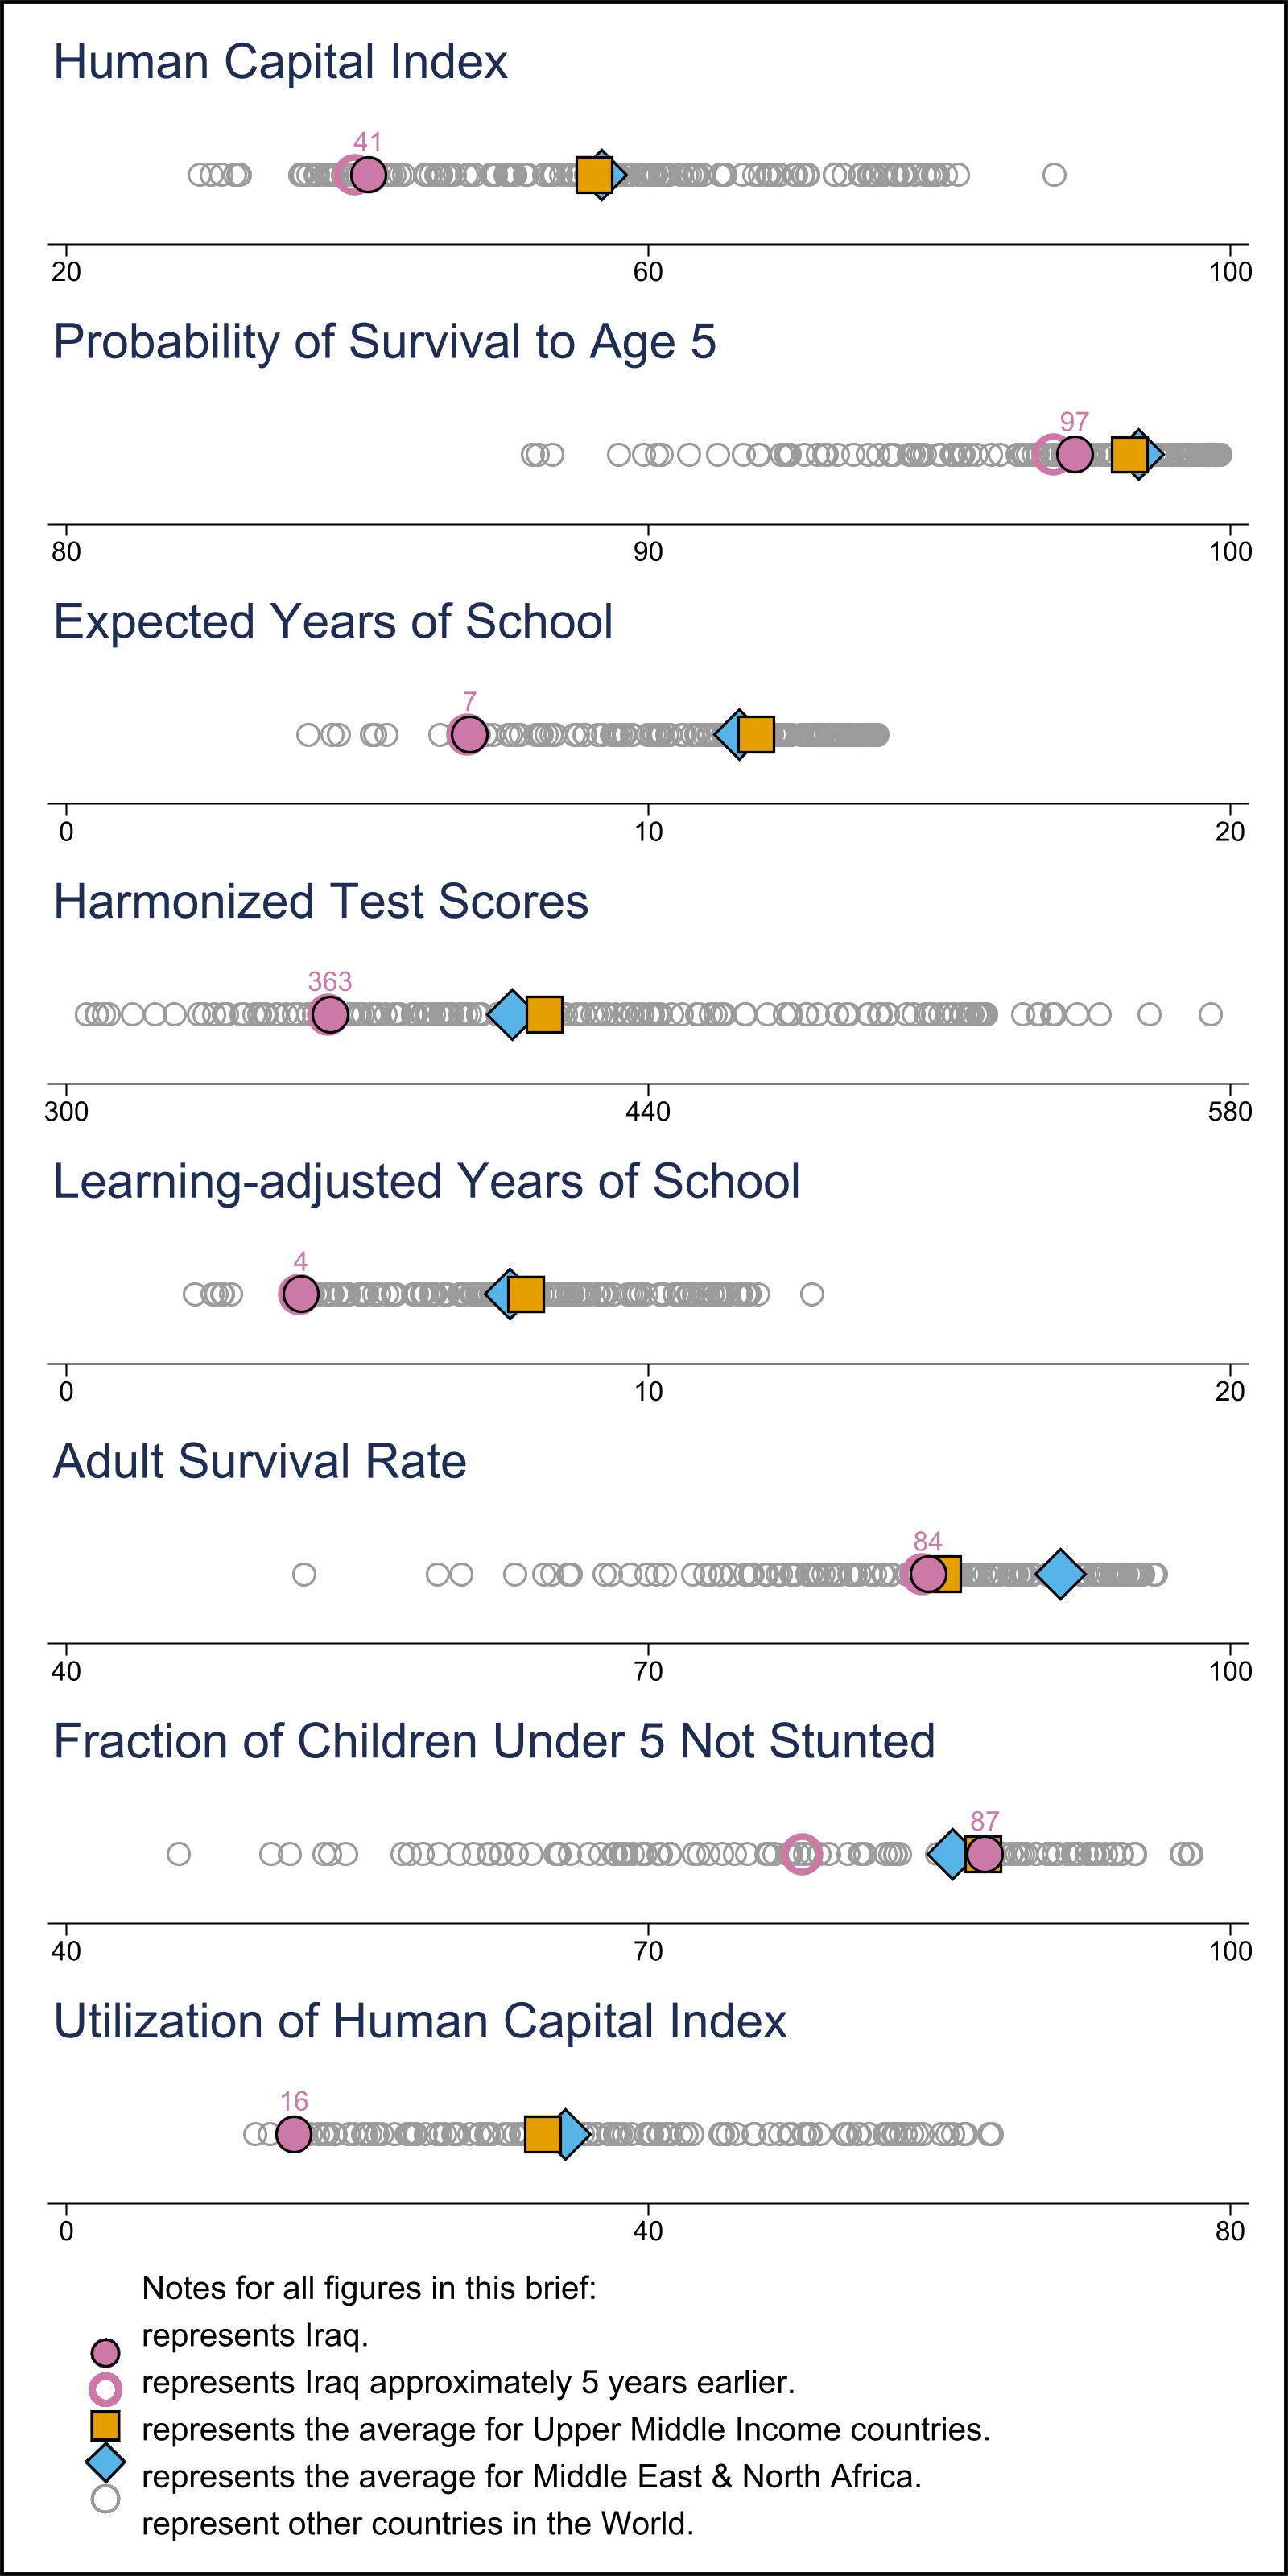 Human Capital Index
41
20 60 100
Probability of Survival to Age 5
97
80 90 100
Expected Years of School
7
0 10 20
Harmonized Test Scores
363
300 440 580
Learning-adjusted Years of School
4
0 10 20
Adult Survival Rate
84
40 70 100
Fraction of Children Under 5 Not Stunted
87
40 70 100
Utilization of Human Capital Index
16
0 40 80
Notes for all figures in this brief:
represents Iraq.
represents Iraq approximately 5 years earlier.
represents the average for Upper Middle Income countries.
represents the average for Middle East & North Africa.
represent other countries in the World.